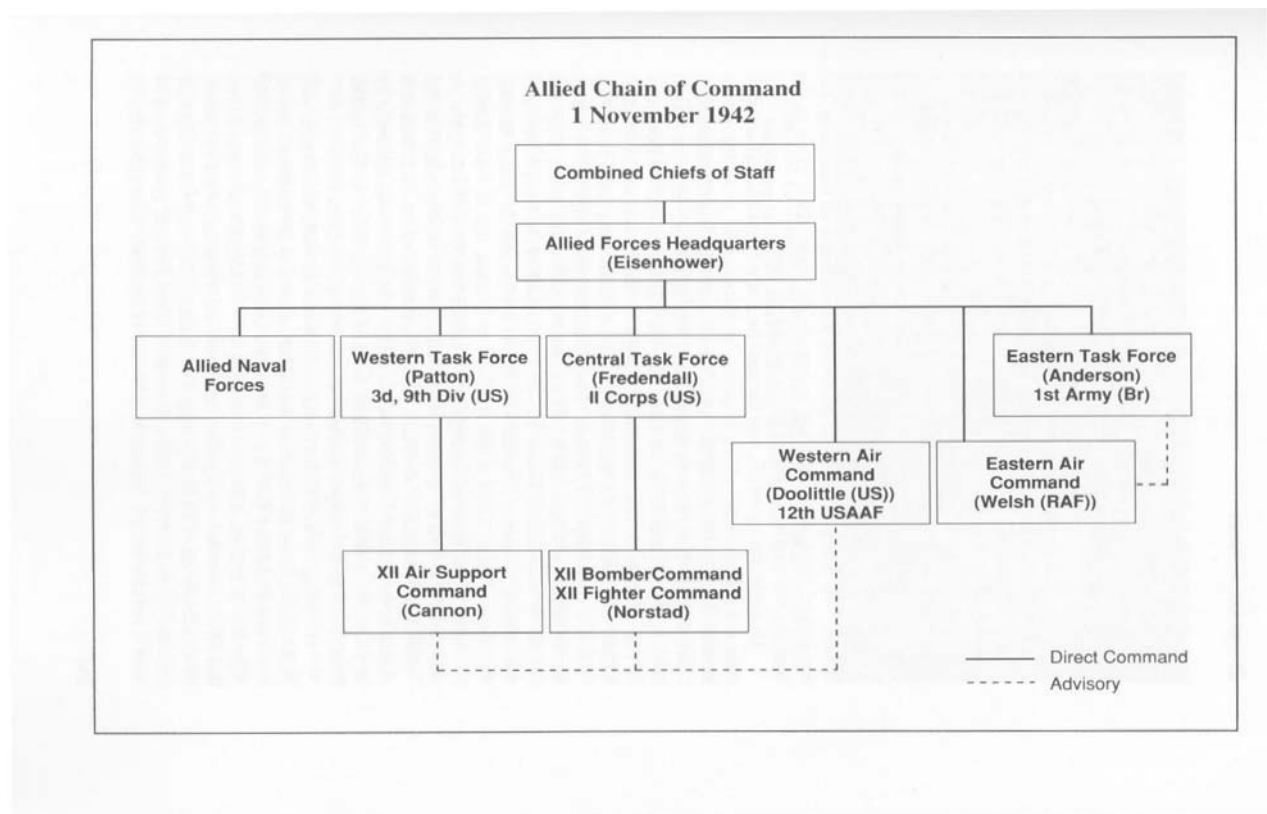 Allied Chain of Command
1 November 1942
Combined Chiefs of Staff
Allied Forces Headquarters
(Eisenhower)
Allied Naval
Forces
Western Task Force
(Patton)
3d, 9th Div (US)
Central Task Force
(Fredendall)
II Corps (US)
Eastern Task Force
(Anderson)
1st Army (Br)
Western Air
Command
(Doolittle (US))
12th USAAF
Eastern Air
Command
(Welsh (RAF))
XII Air Support
Command
(Cannon)
XII BomberCommand
XII Fighter Command
(Norstad)
Direct Command
Advisory